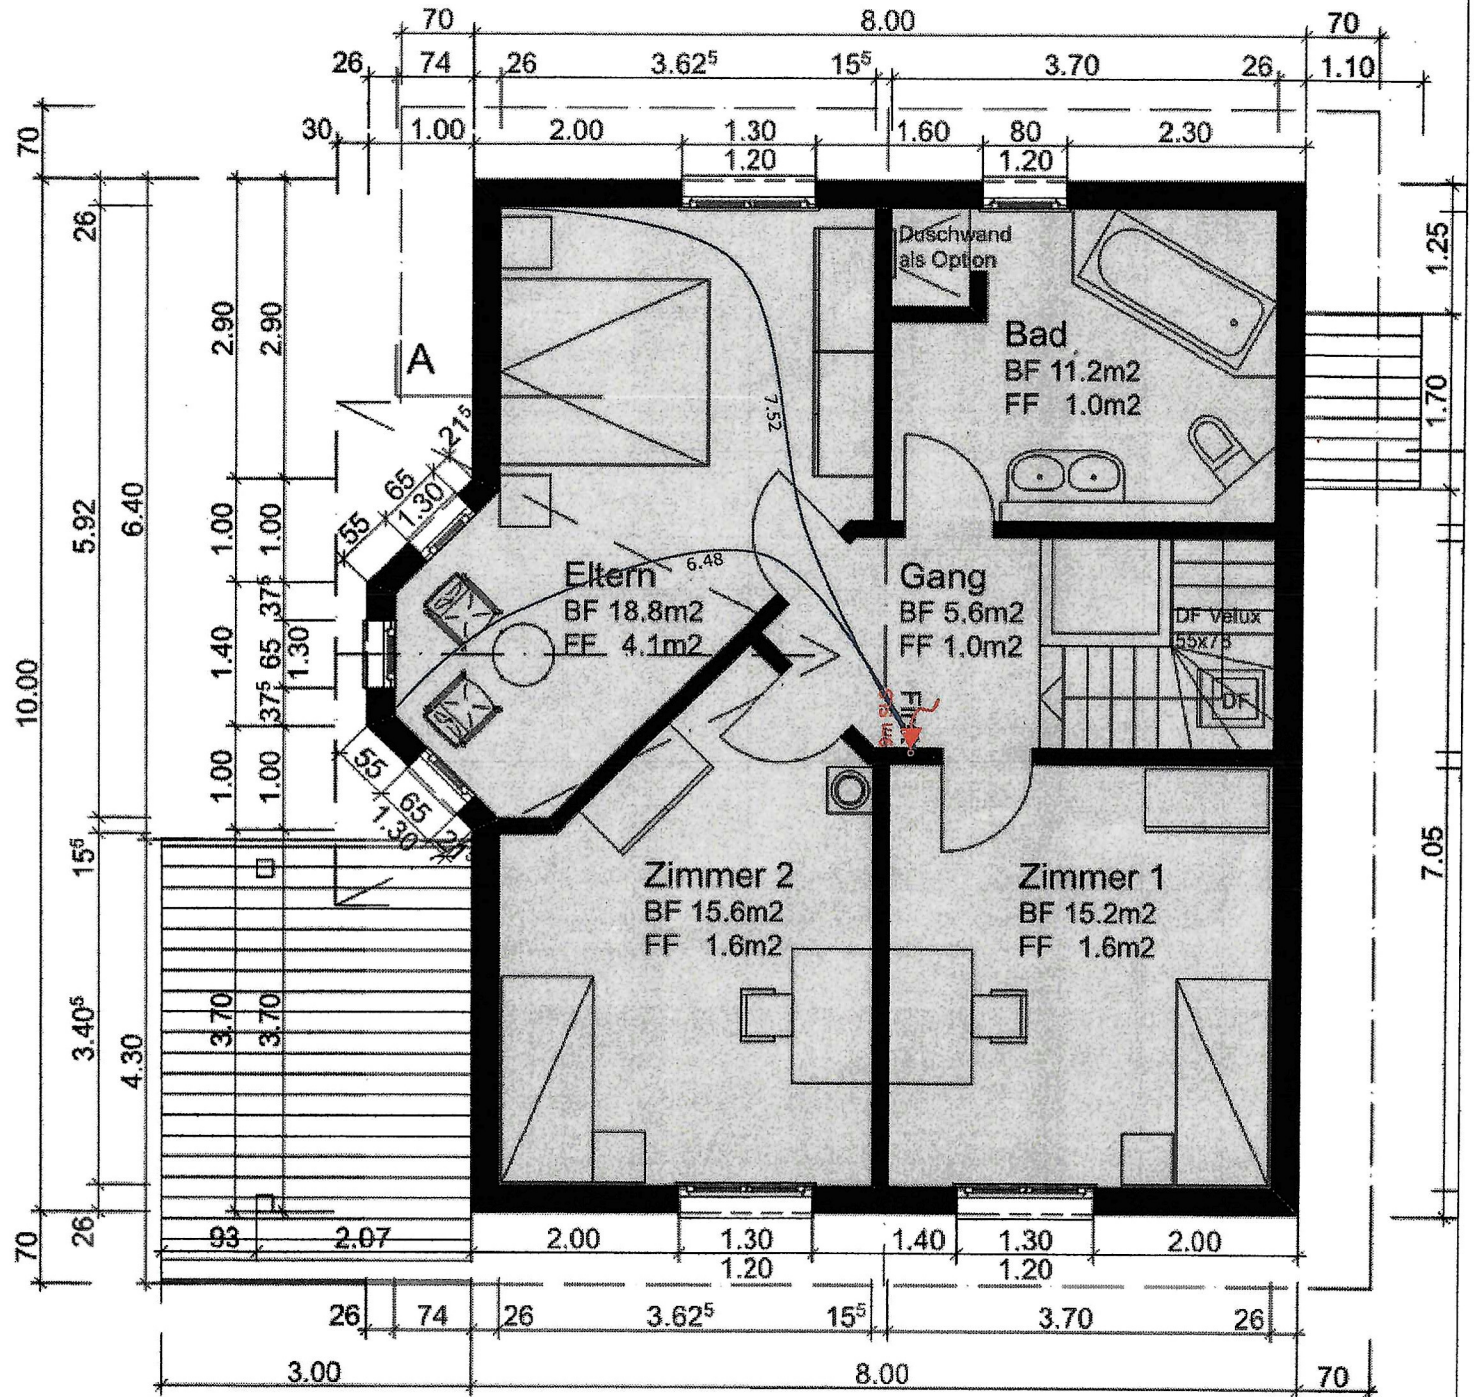 70 8.00 70
26 74 26 3.62⁵ 15⁵ 3.70 26 1.10
30 1.00 2.00 1.30 1.60 80 2.30
1.20 1.20
70
26
2.90 2.90
5.92
6.40
10.00
1.00 1.00
37⁵
1.40 65 1.30
37⁵
1.00 1.00
15⁵
3.40⁵
4.30
3.70 3.70
26
70
A
21⁵
65
1.30
55
55
65
1.30
Duschwand
als Option
Bad
BF 11.2m2
FF 1.0m2
7.52
6.48
Eltern
BF 18.8m2
FF 4.1m2
Gang
BF 5.6m2
FF 1.0m2
DF Velux
55x78
DF
1.25
1.70
7.05
Zimmer 2
BF 15.6m2
FF 1.6m2
Zimmer 1
BF 15.2m2
FF 1.6m2
93 2.07 2.00 1.30 1.40 1.30 2.00
1.20 1.20
26 74 26 3.62⁵ 15⁵ 3.70 26
3.00 8.00 70